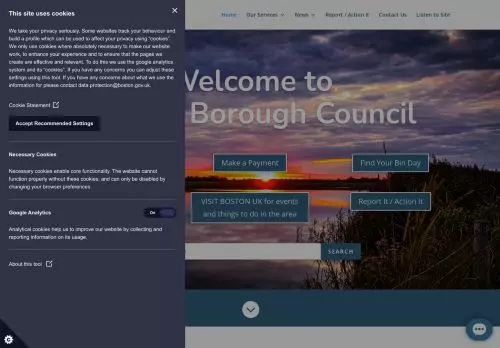 This site uses cookies
We take your privacy seriously. Some websites track your behaviour and
build a profile which can be used to affect your privacy using "cookies".
We only use cookies where absolutely necessary to make our website
work, to enhance your experience and to ensure that the pages we
create are effective and relevant. To do this we use the google analytics
system and its "cookies". If you have any concerns you can adjust these
settings using this tool. If you have any concerns about what we use the
information for please contact data.protection@boston.gov.uk.
Cookie Statement
Accept Recommended Settings
Necessary Cookies
Necessary cookies enable core functionality. The website cannot
function properly without these cookies, and can only be disabled by
changing your browser preferences.
Google Analytics
On
Analytical cookies help us to improve our website by collecting and
reporting information on its usage.
About this tool
Home Our Services News Report / Action it Contact Us Listen to Site
Welcome to
Borough Council
Make a Payment
Find Your Bin Day
VISIT BOSTON UK for events
and things to do in the area
Report it / Action it
SEARCH